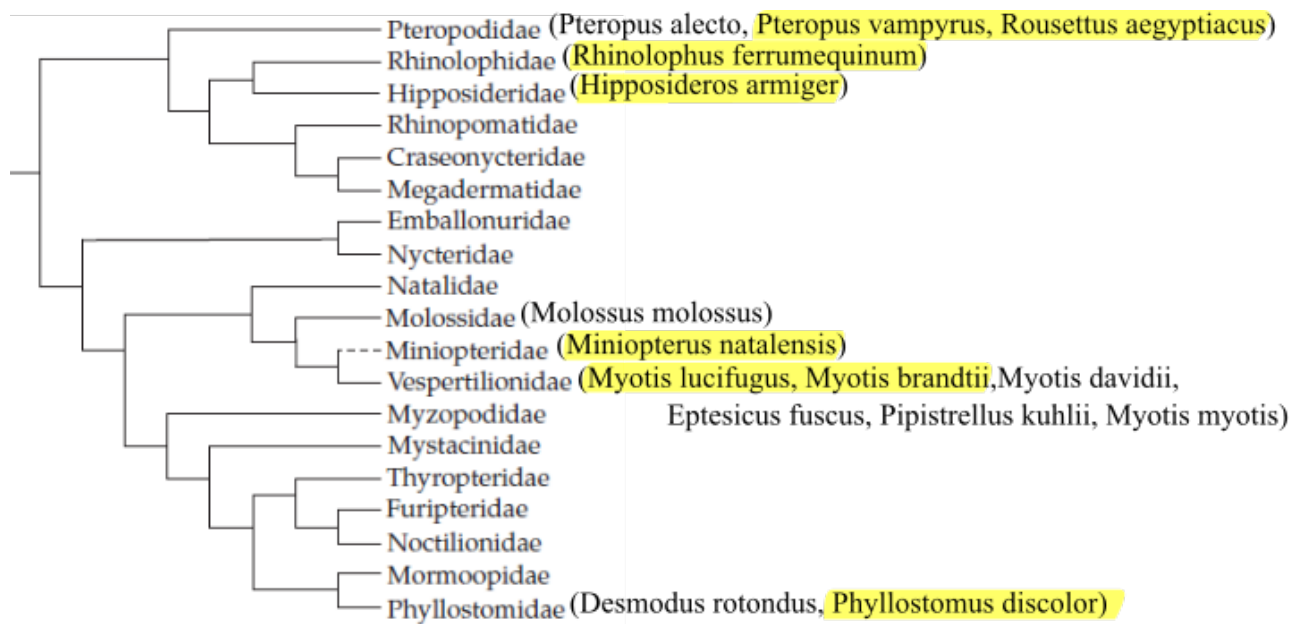 Pteropodidae (Pteropus alecto, Pteropus vampyrus, Rousettus aegyptiacus)
Rhinolophidae (Rhinolophus ferrumequinum)
Hipposideridae (Hipposideros armiger)
Rhinopomatidae
Craseonycteridae
Megadermatidae
Emballonuridae
Nycteridae
Natalidae
Molossidae (Molossus molossus)
Miniopteridae (Miniopterus natalensis)
Vespertilionidae (Myotis lucifugus, Myotis brandtii,Myotis davidii,
Myzopodidae Eptesicus fuscus, Pipistrellus kuhlii, Myotis myotis)
Mystacinidae
Thyropteridae
Furipteridae
Noctilionidae
Mormoopidae
Phyllostomidae (Desmodus rotondus, Phyllostomus discolor)